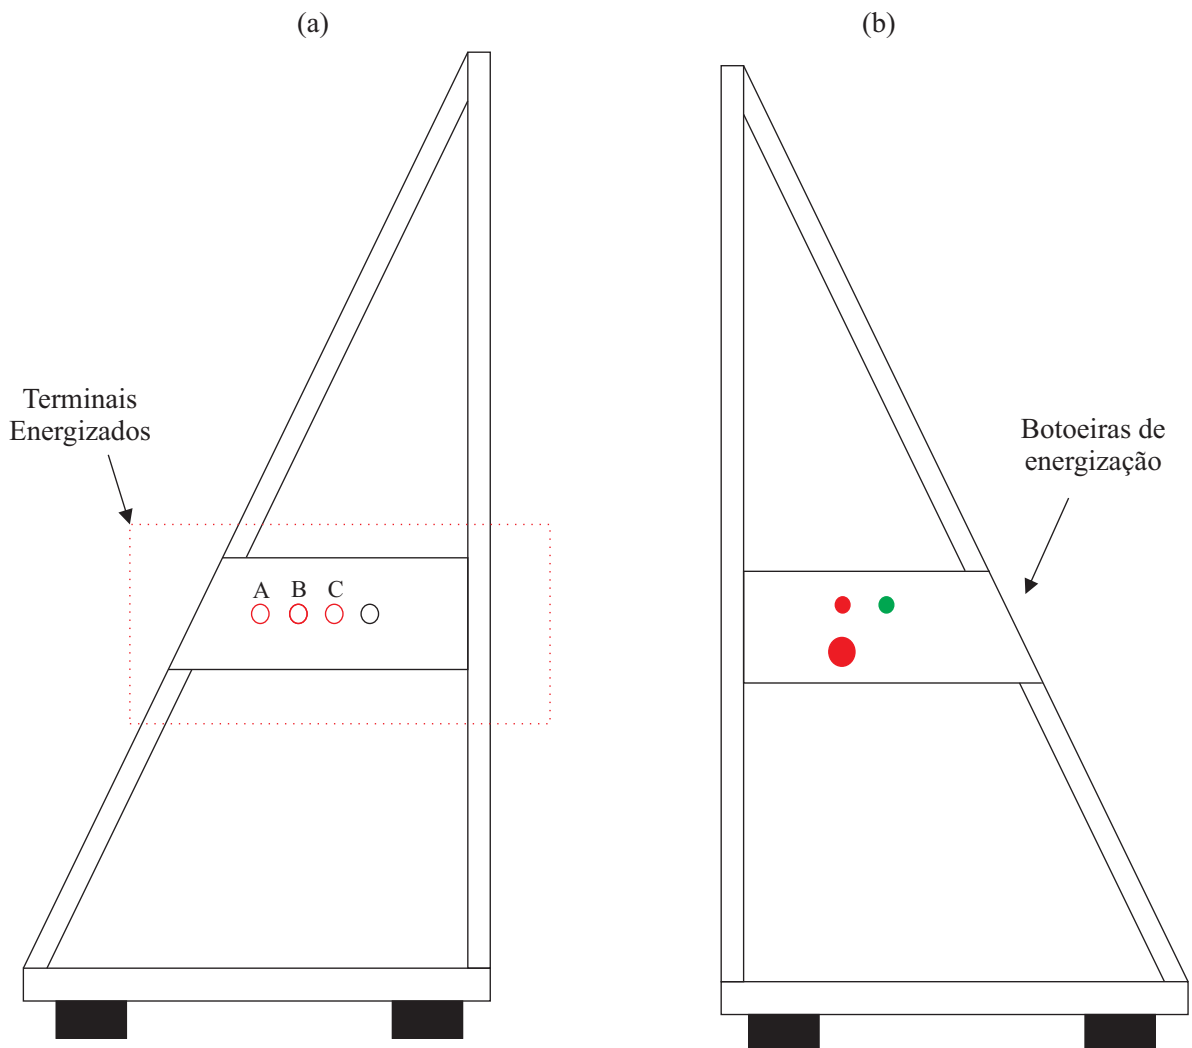 (a)
(b)
Terminais
Energizados
Botoeiras de
energização
A B C